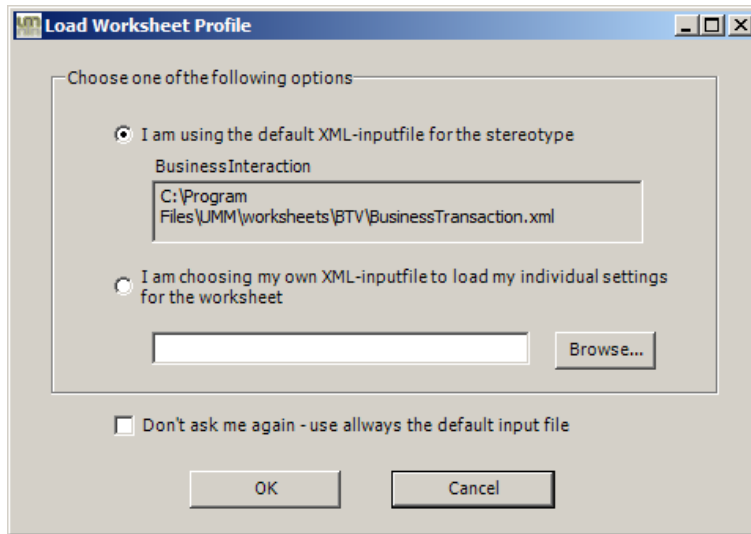 UMM Load Worksheet Profile
Choose one of the following options
I am using the default XML-inputfile for the stereotype
BusinessInteraction
C:\Program
Files\UMM\worksheets\BTV\BusinessTransaction.xml
I am choosing my own XML-inputfile to load my individual settings
for the worksheet
Browse...
Don't ask me again - use allways the default input file
OK Cancel